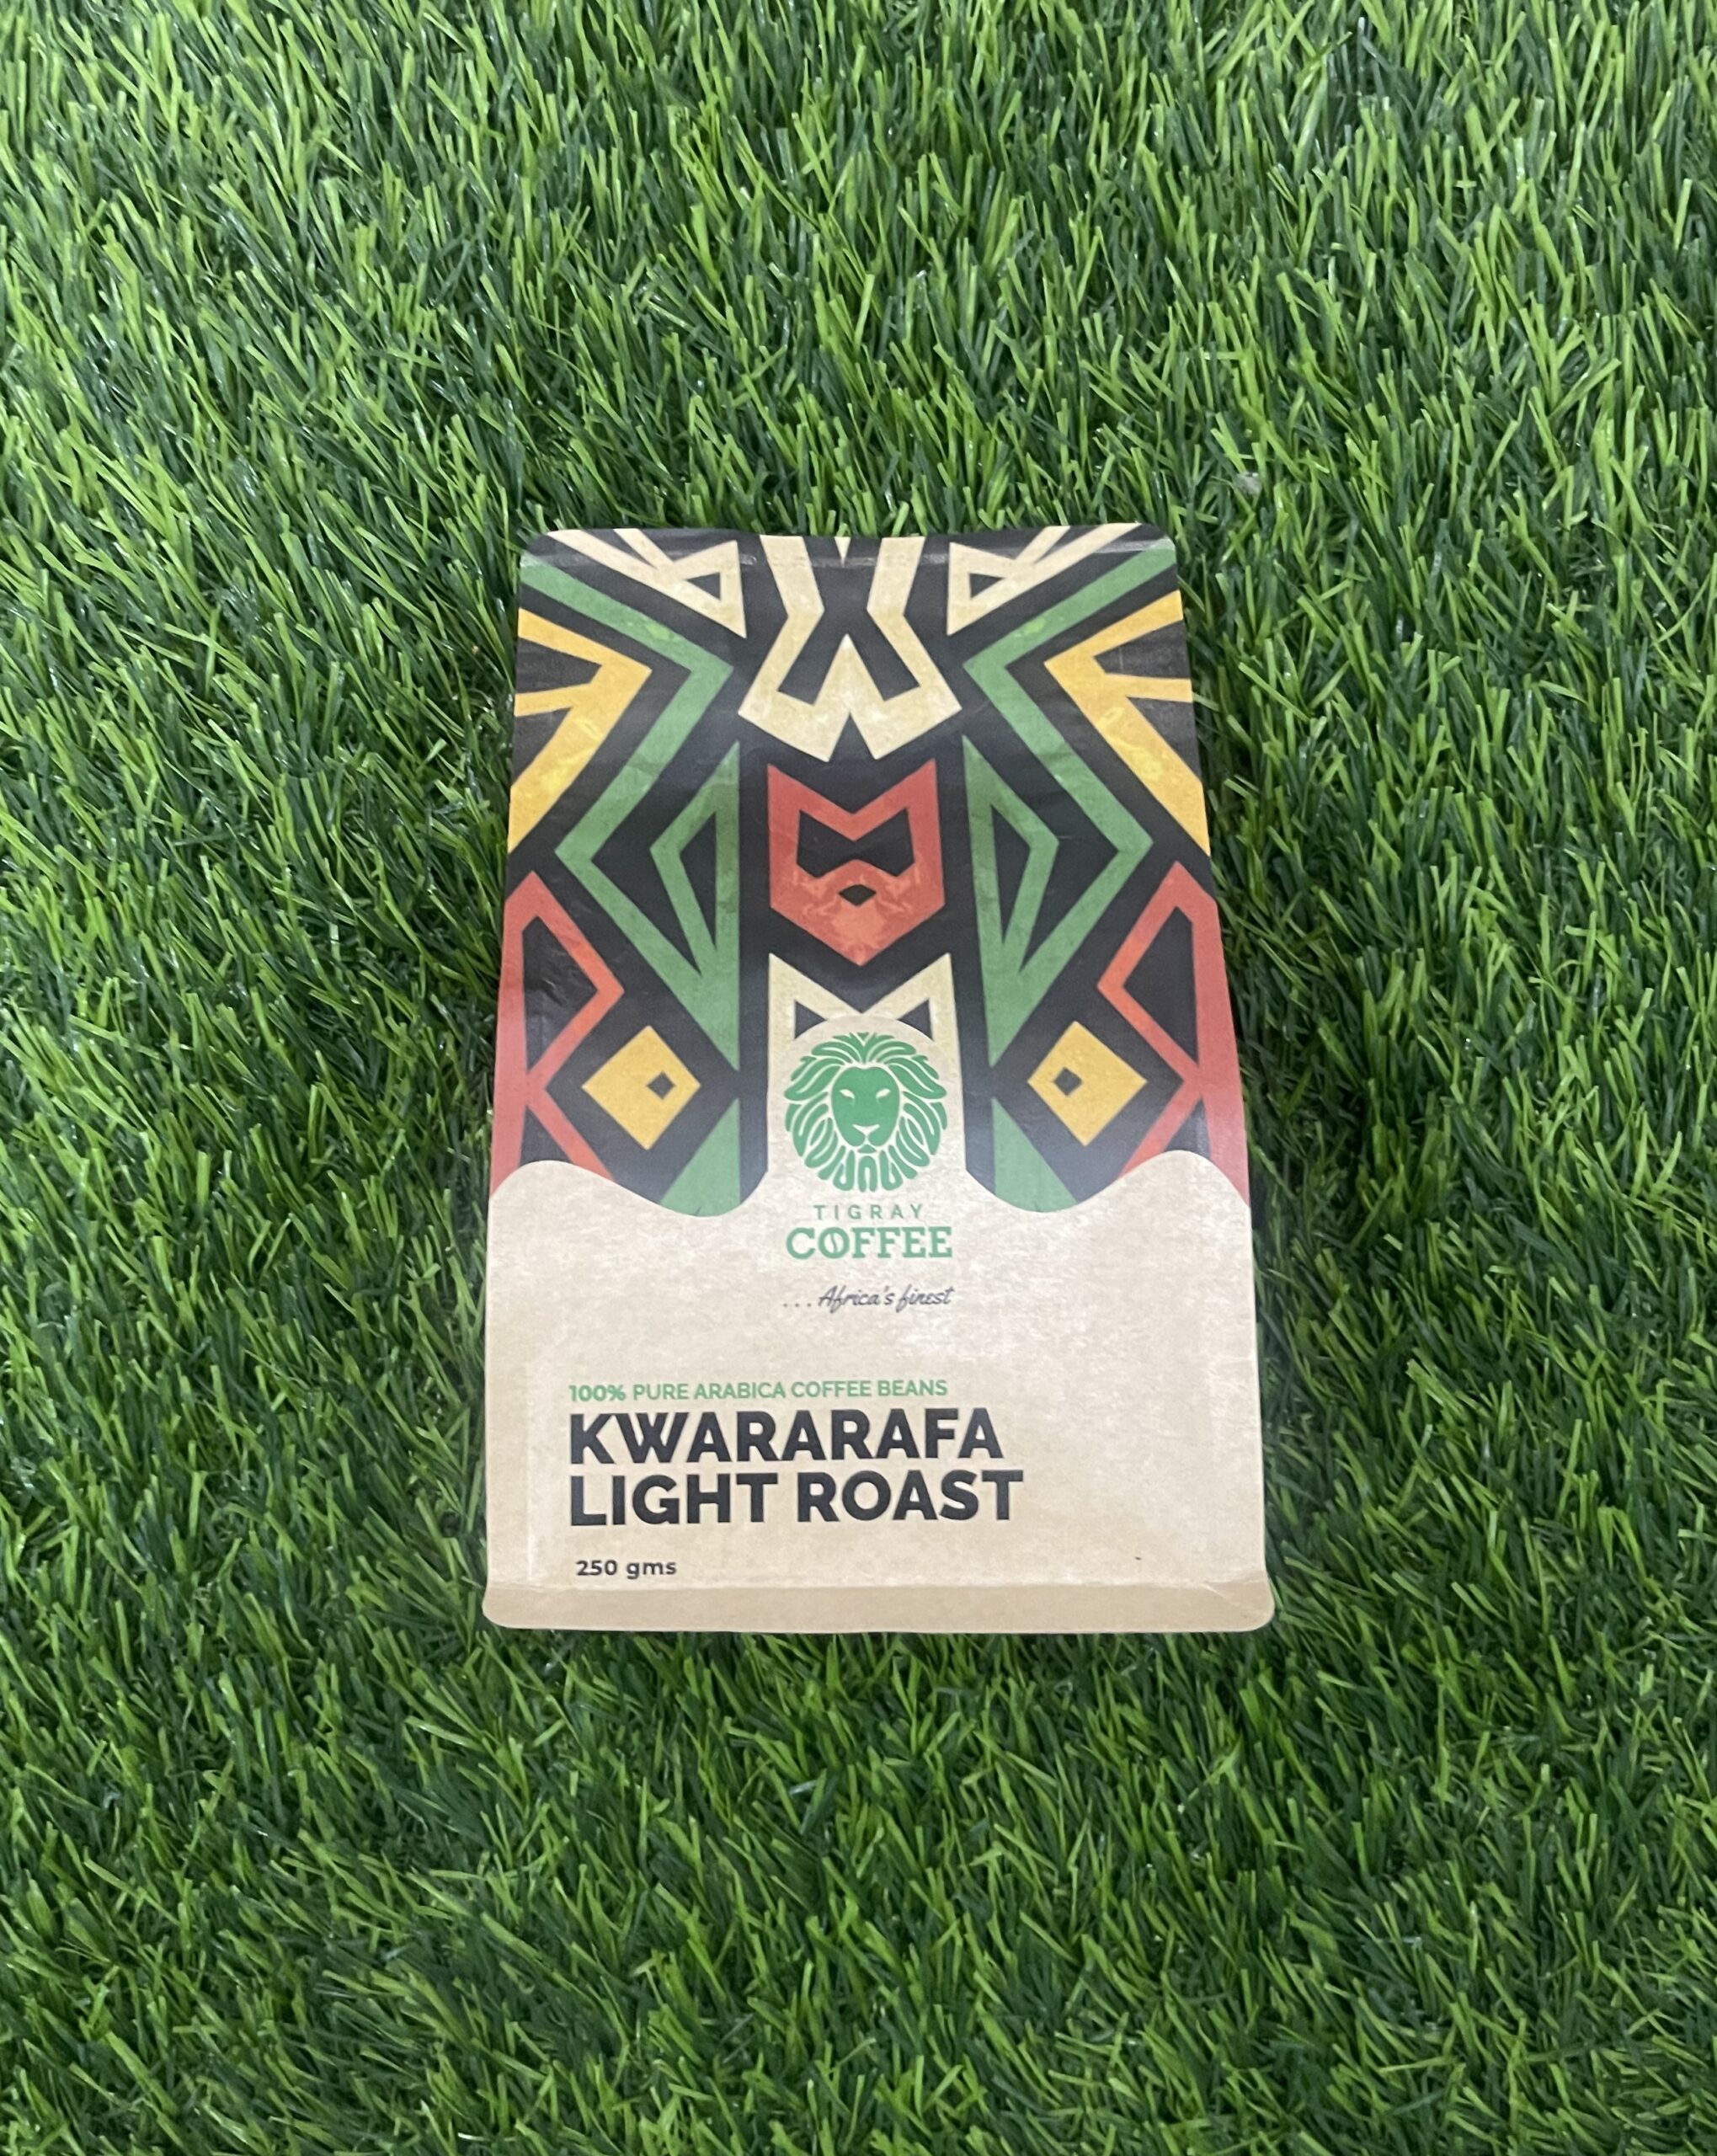 TIGRAY
COFFEE
...Africa's finest
100% PURE ARABICA COFFEE BEANS
KWARARAFA
LIGHT ROAST
250 gms